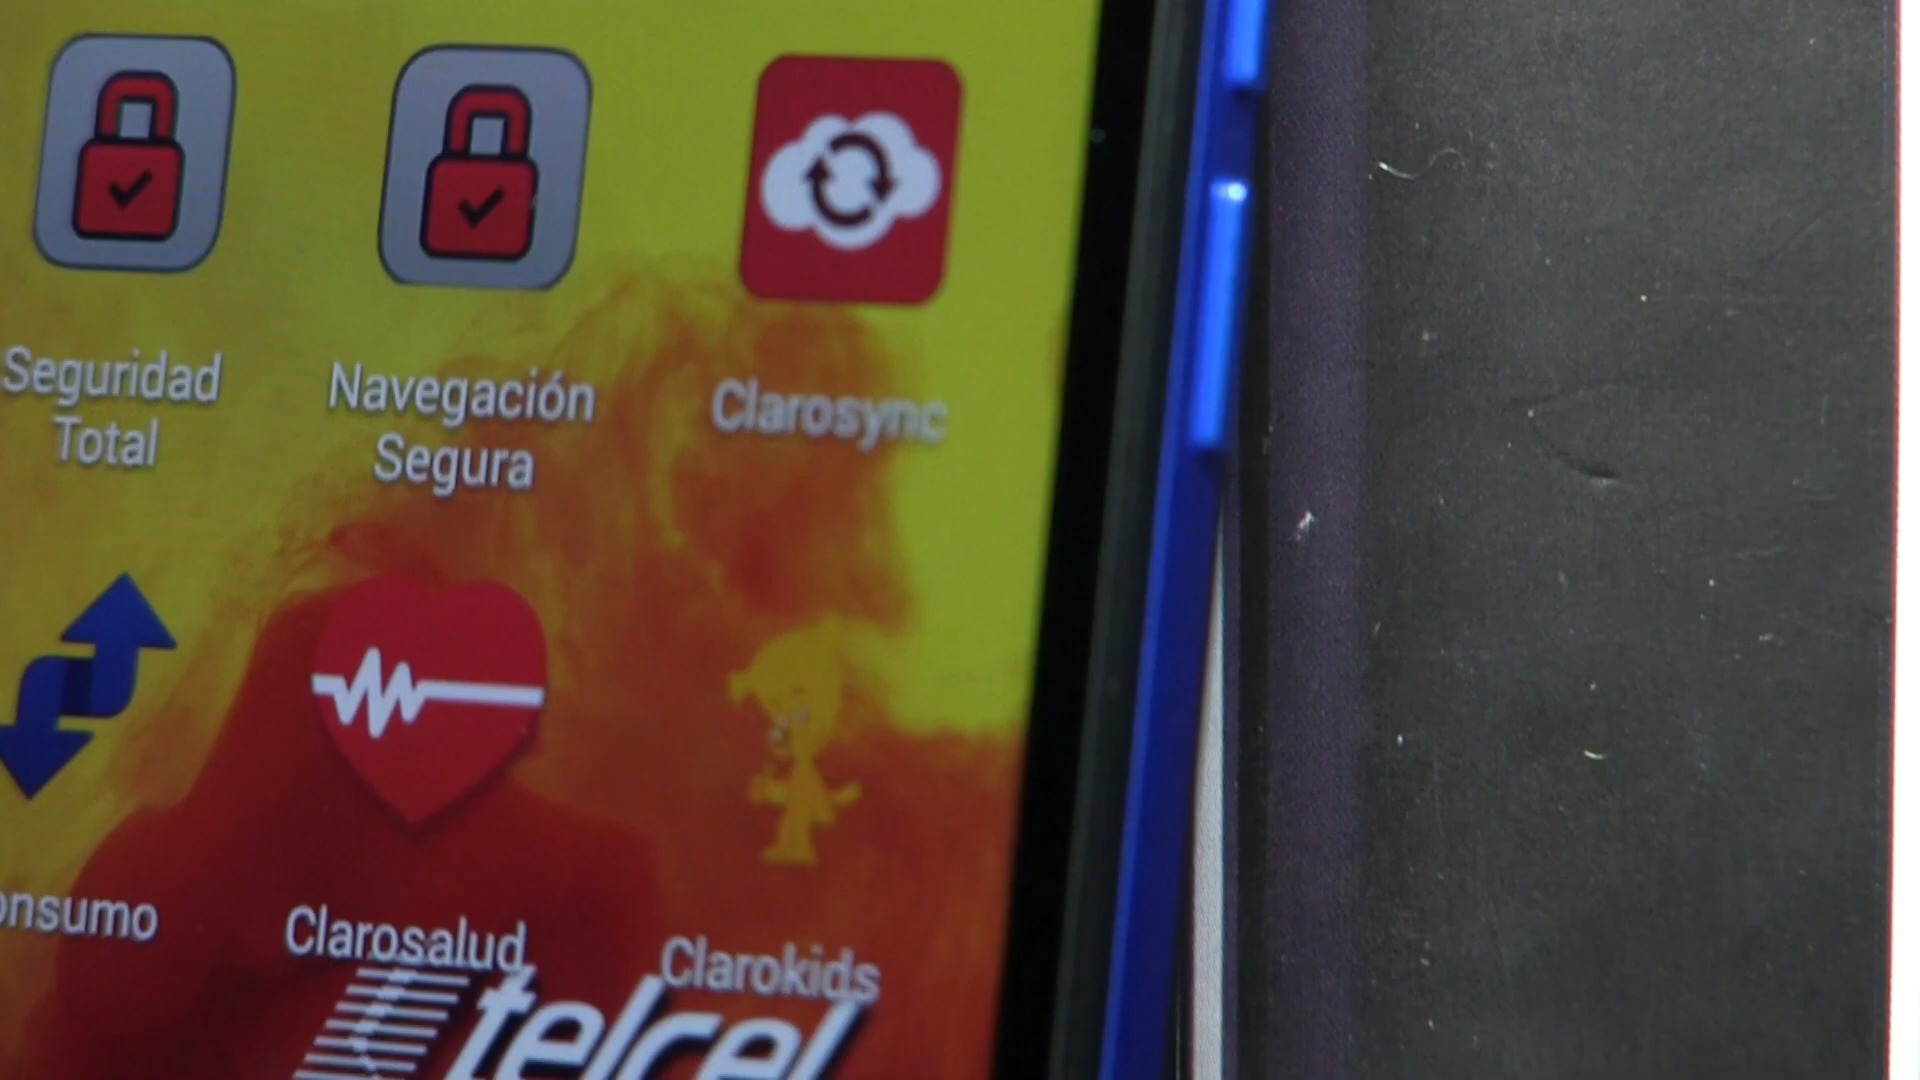 Seguridad
Total
Navegación
Segura
Clarosync
onsumo
Clarosalud
Clarokids
telcel